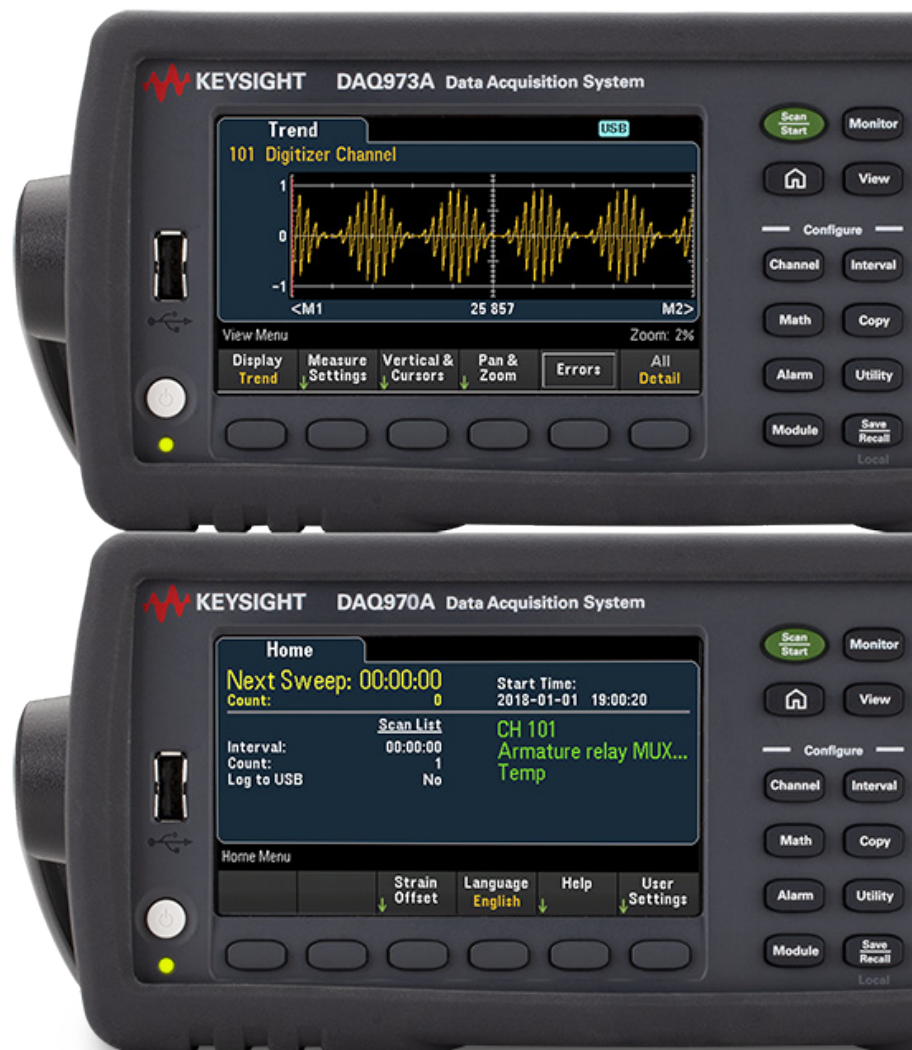 KEYSIGHT DAQ973A Data Acquisition System
Trend USB
101 Digitizer Channel
1
0
-1
<M1 25 857 M2>
View Menu Zoom: 2%
Display Trend
Measure Settings
Vertical & Cursors
Pan & Zoom
Errors
All Detail
Scan Start
Monitor
View
Configure
Channel Interval
Math Copy
Alarm Utility
Module Save Recall
Local
KEYSIGHT DAQ970A Data Acquisition System
Home
Next Sweep: 00:00:00
Count: 0
Start Time:
2018-01-01 19:00:20
Scan List
Interval: 00:00:00
Count: 1
Log to USB No
CH 101
Armature relay MUX...
Temp
Home Menu
Strain Offset
Language English
Help
User Settings
Scan Start
Monitor
View
Configure
Channel Interval
Math Copy
Alarm Utility
Module Save Recall
Local